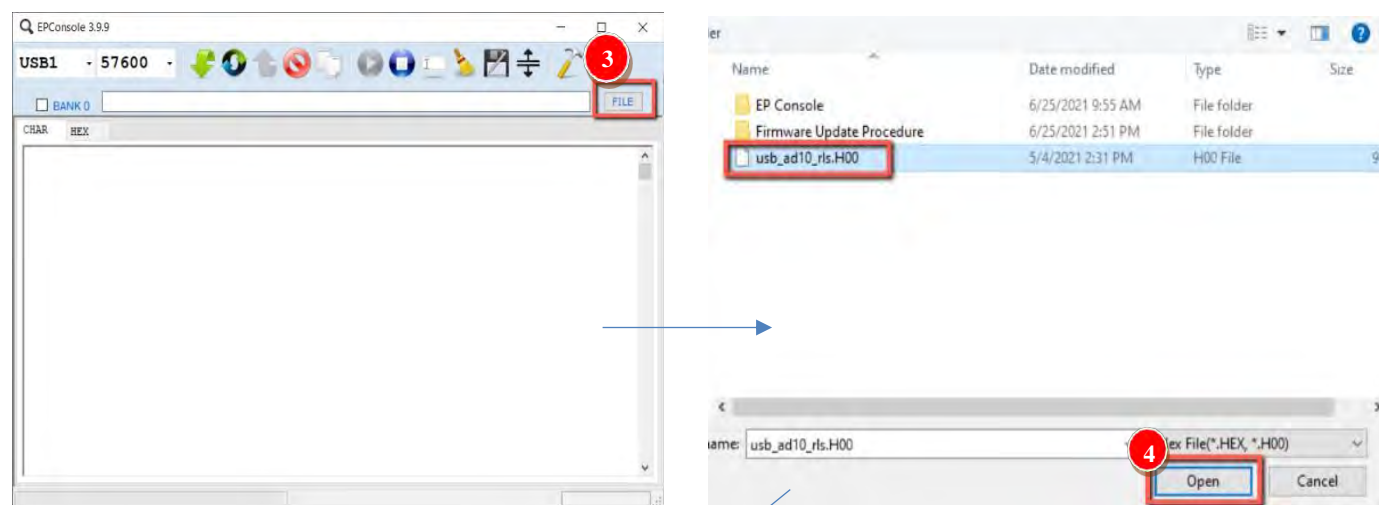 EPConsole 3.9.9
USB1 57600
3
BANK 0 FILE
CHAR HEX
er
Name Date modified Type Size
EP Console 6/25/2021 9:55 AM File folder
Firmware Update Procedure 6/25/2021 2:51 PM File folder
usb_ad10_rls.H00 5/4/2021 2:31 PM H00 File 9
ame: usb_ad10_rls.H00 ex File(*.HEX, *.H00)
4
Open Cancel